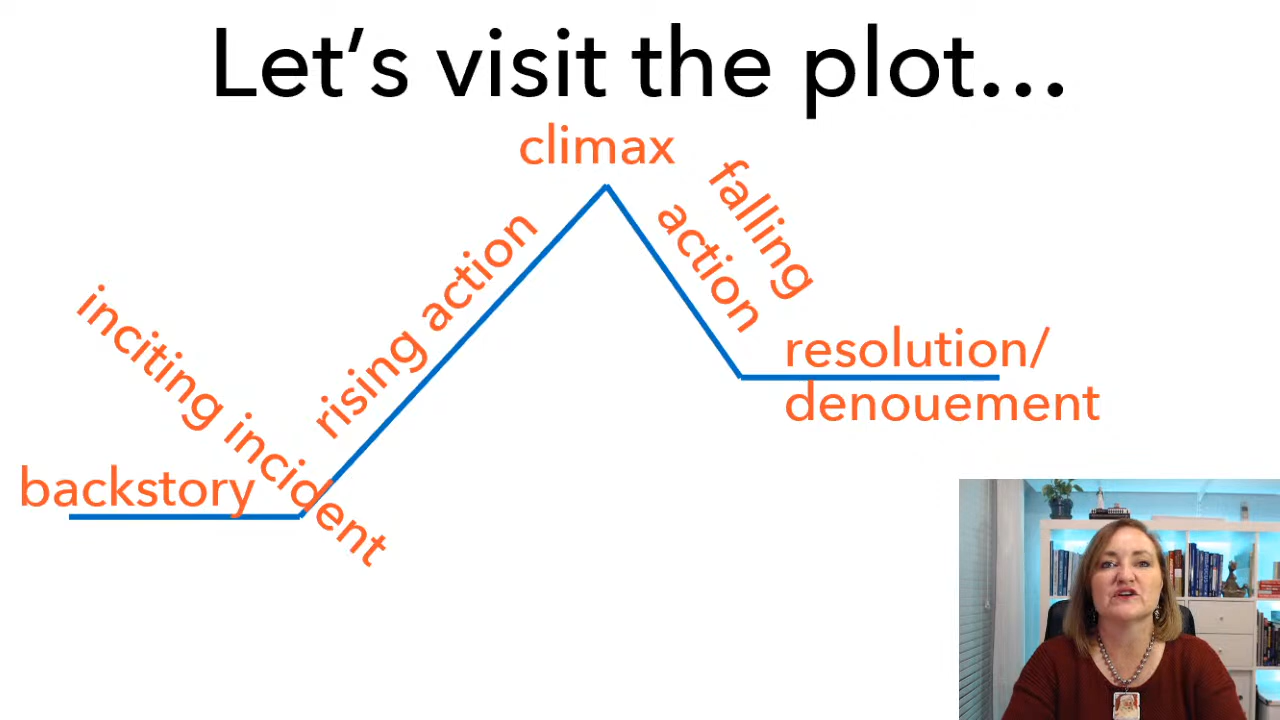 Let’s visit the plot...
climax
falling
action
rising action
inciting incident
backstory
resolution/
denouement